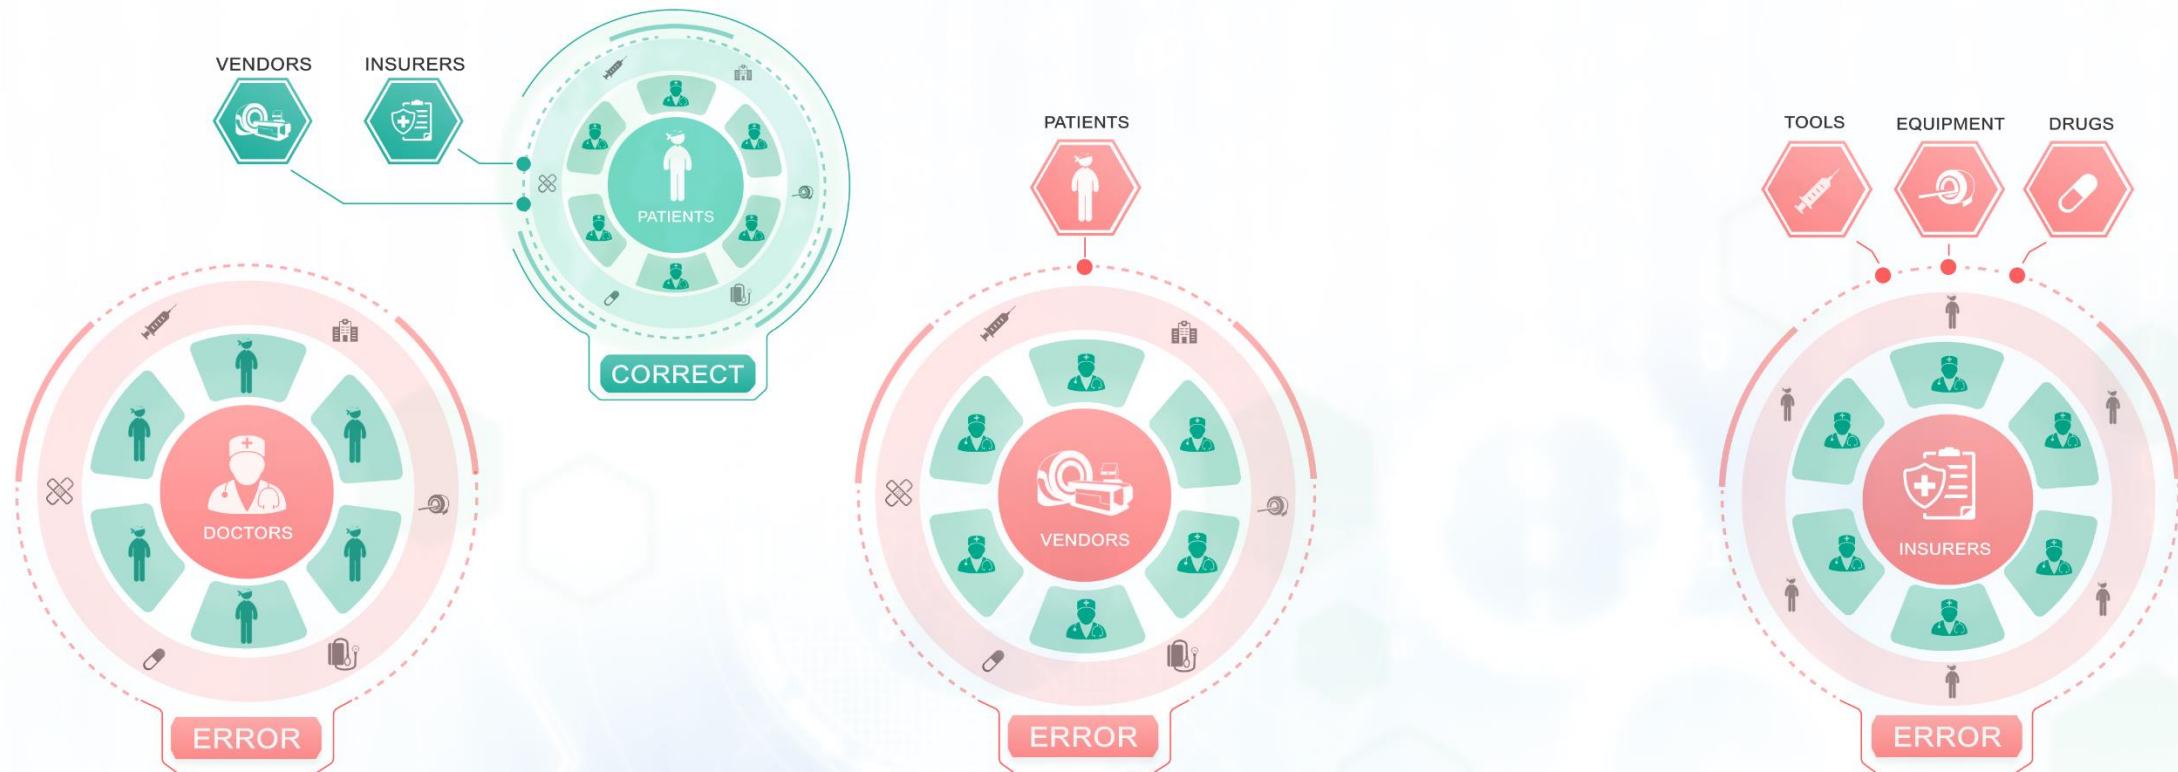 VENDORS
INSURERS
PATIENTS
CORRECT
DOCTORS
ERROR
PATIENTS
VENDORS
ERROR
TOOLS
EQUIPMENT
DRUGS
INSURERS
ERROR